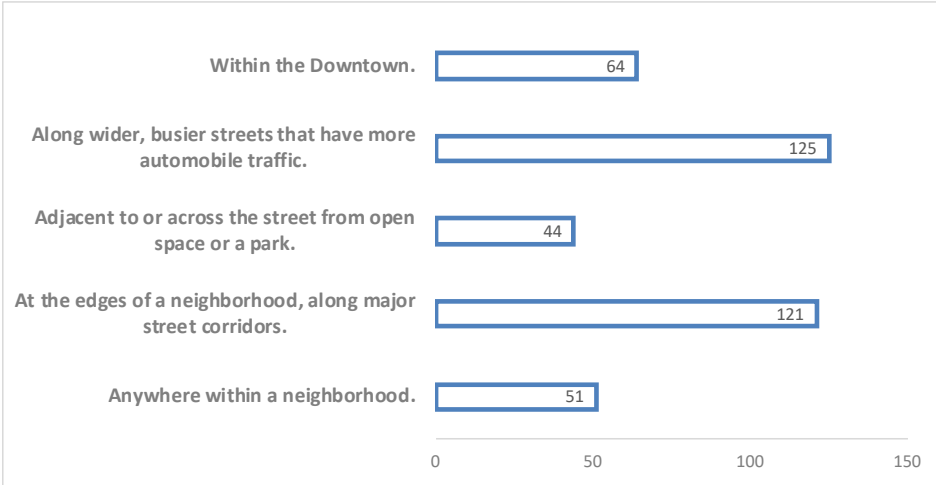 Within the Downtown.
64
Along wider, busier streets that have more
automobile traffic.
125
Adjacent to or across the street from open
space or a park.
44
At the edges of a neighborhood, along major
street corridors.
121
Anywhere within a neighborhood.
51
0 50 100 150